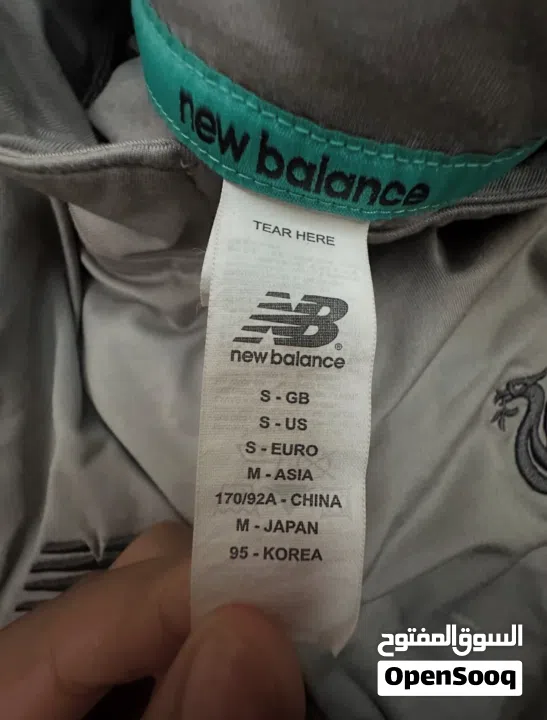 new balance
TEAR HERE
NB
new balance
S - GB
S - US
S - EURO
M - ASIA
170/92A - CHINA
M - JAPAN
95 - KOREA
السوق المفتوح
OpenSooq